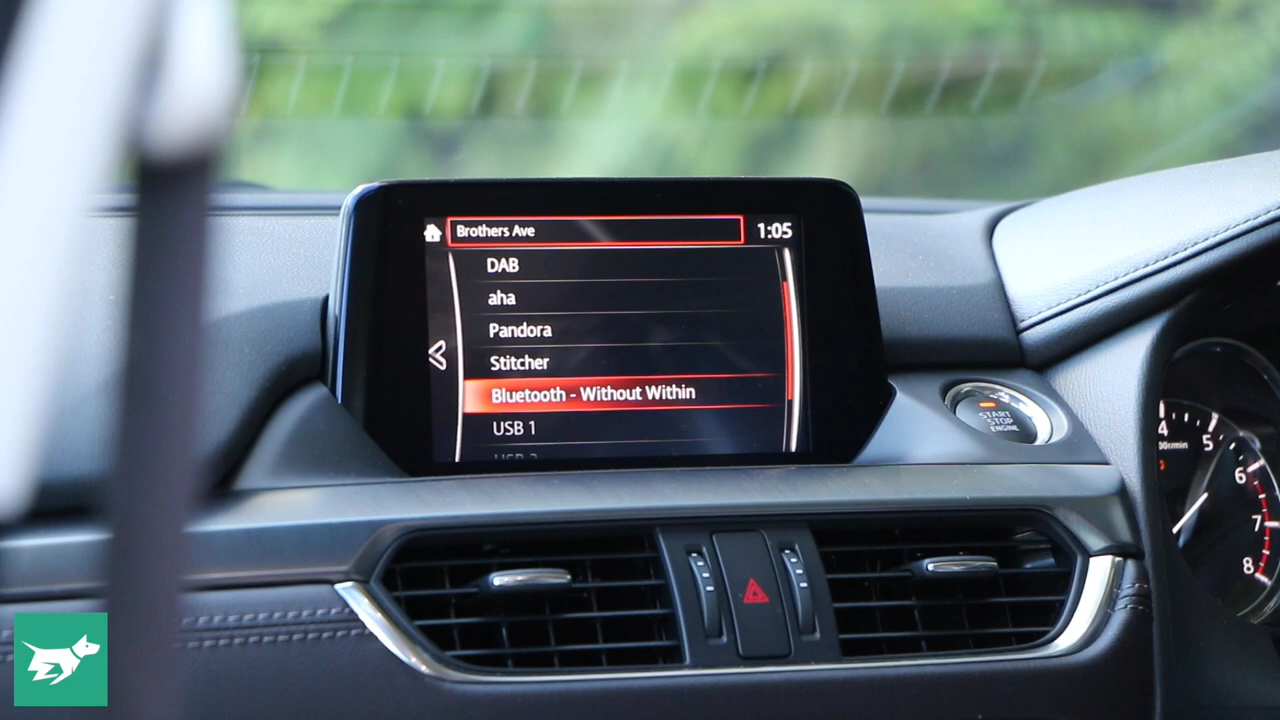 Brothers Ave
1:05
DAB
aha
Pandora
Stitcher
Bluetooth - Without Within
USB 1
START
STOP
ENGINE
4
5
6
7
8